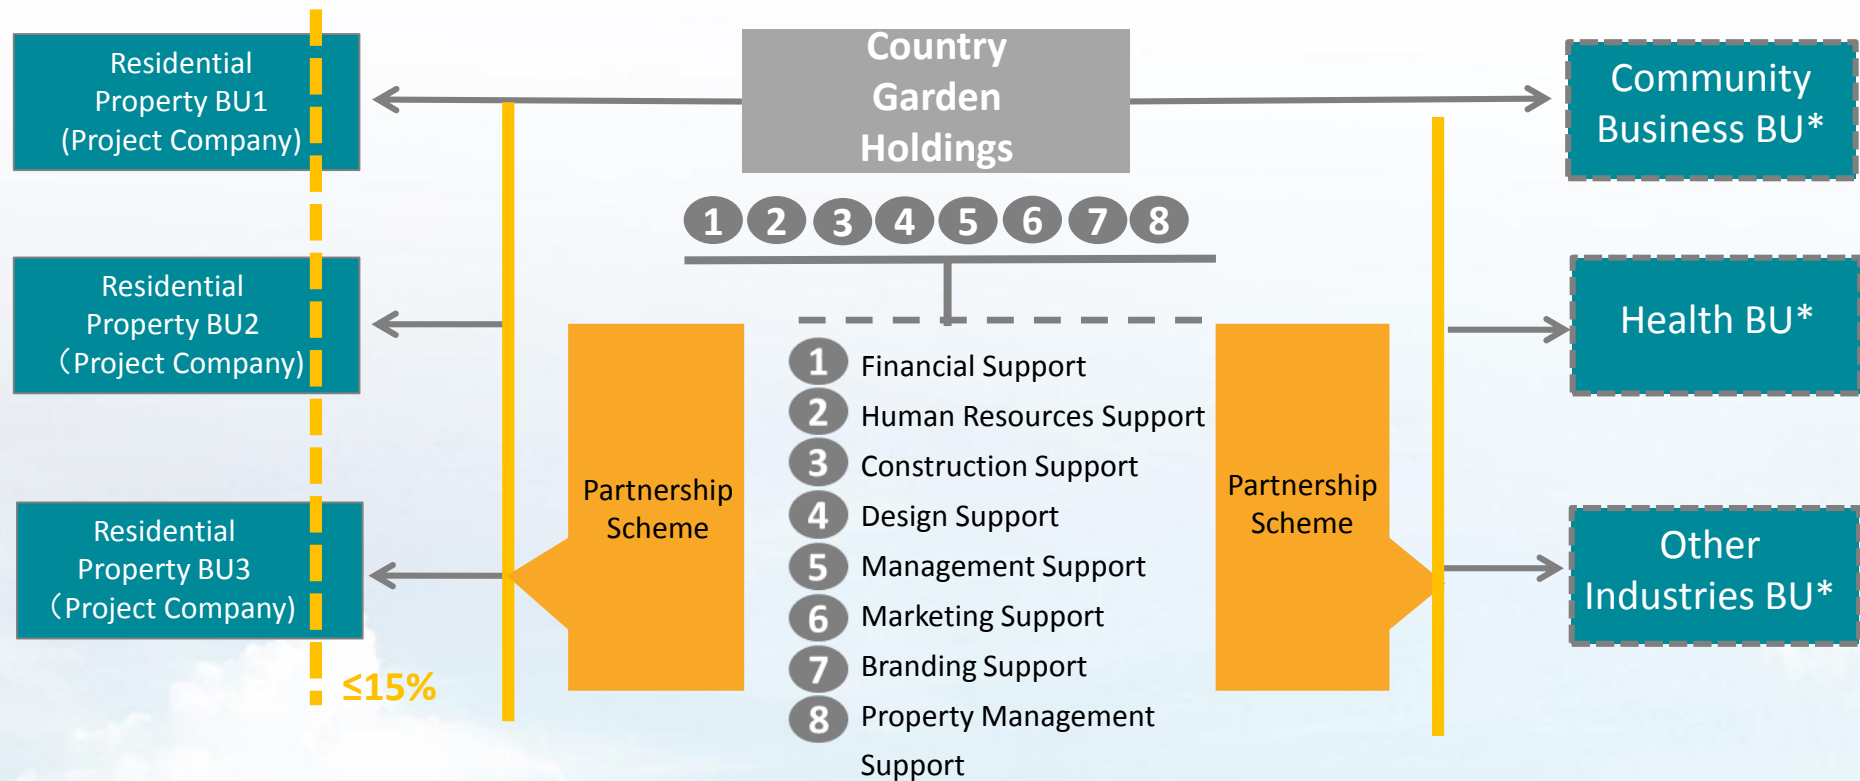 Residential
Property BU1
(Project Company)
Country
Garden
Holdings
Community
Business BU*
1 2 3 4 5 6 7 8
Residential
Property BU2
（Project Company)
Health BU*
Partnership
Scheme
1 Financial Support
2 Human Resources Support
3 Construction Support
4 Design Support
5 Management Support
6 Marketing Support
7 Branding Support
8 Property Management
Support
Partnership
Scheme
Residential
Property BU3
（Project Company)
Other
Industries BU*
≤15%